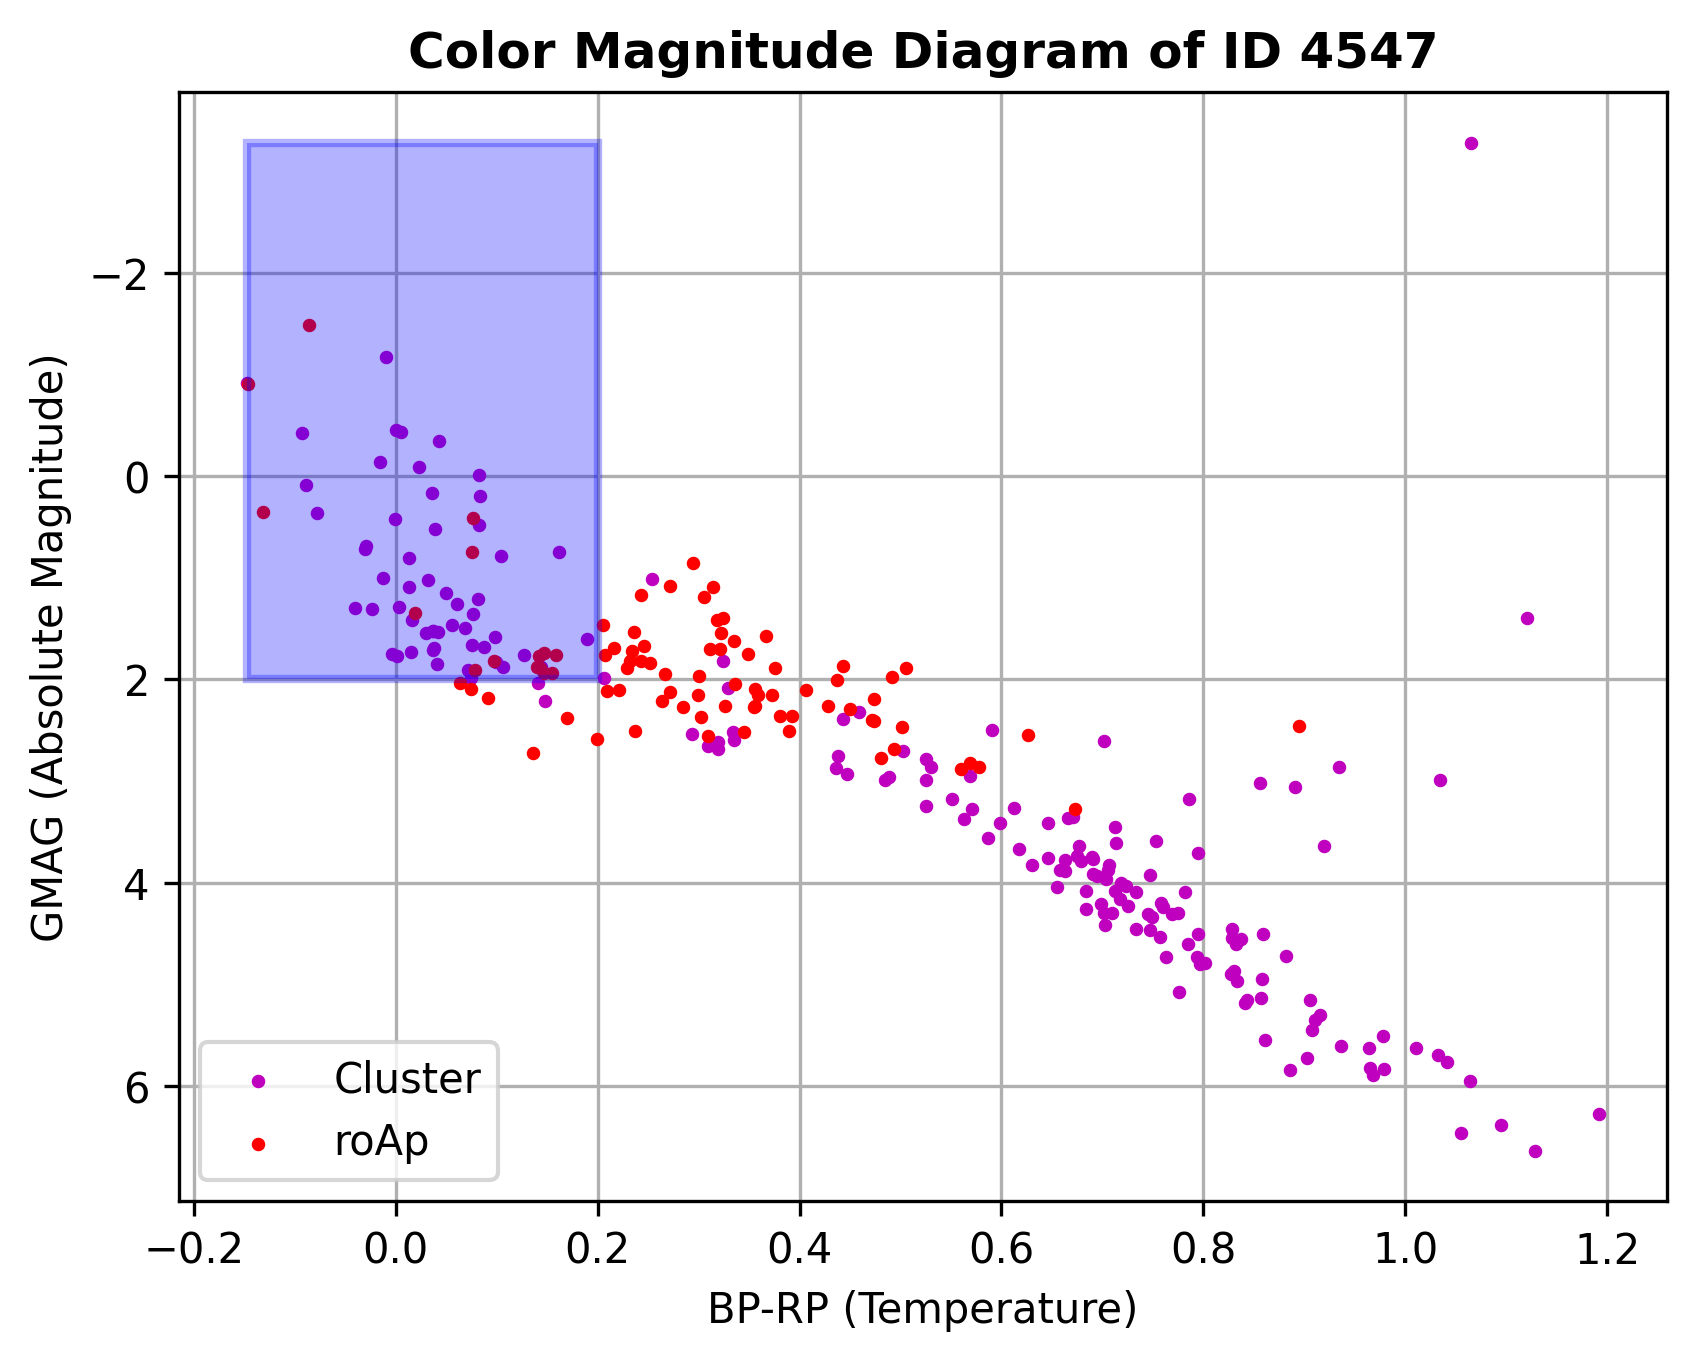 Color Magnitude Diagram of ID 4547
GMAG (Absolute Magnitude)
−2
0
2
4
6
Cluster
roAp
−0.2 0.0 0.2 0.4 0.6 0.8 1.0 1.2
BP-RP (Temperature)